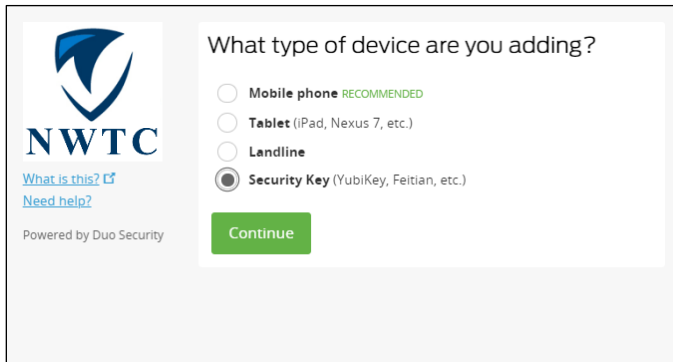 NWTC
What is this?
Need help?
Powered by Duo Security
What type of device are you adding?
Mobile phone RECOMMENDED
Tablet (iPad, Nexus 7, etc.)
Landline
Security Key (YubiKey, Feitian, etc.)
Continue